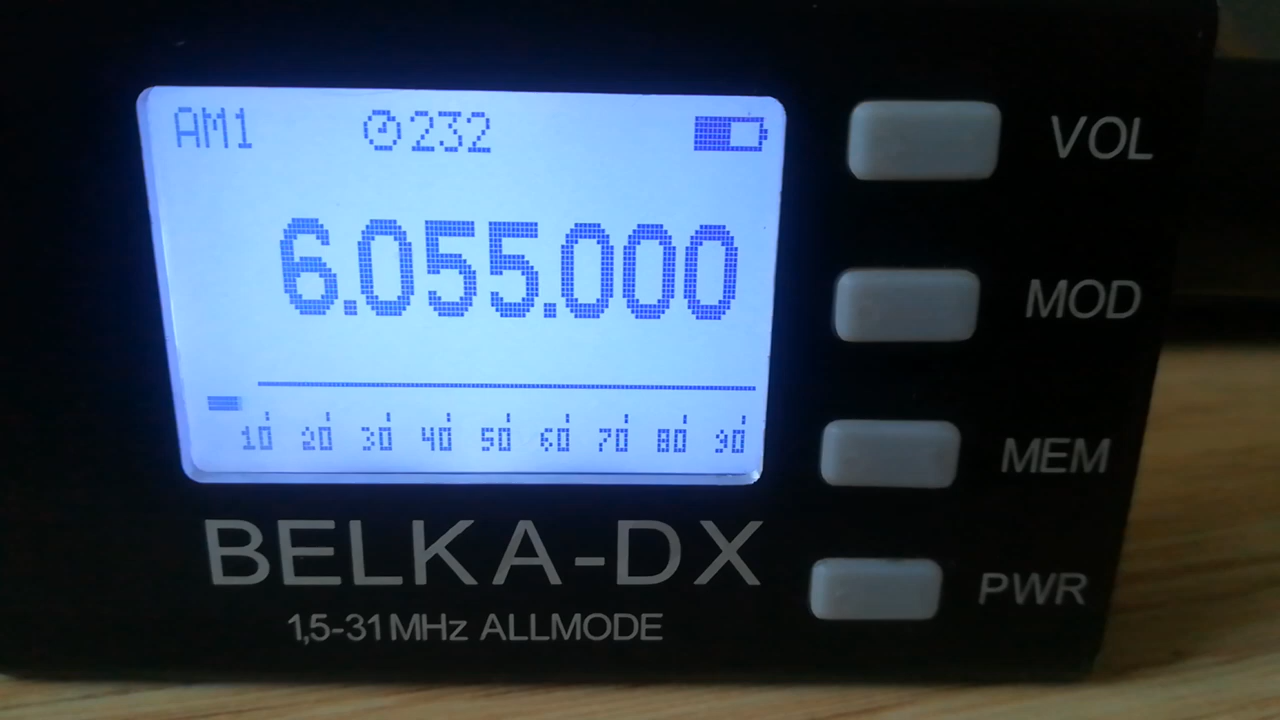 AM1 232
6.055.000
10 20 30 40 50 60 70 80 90
VOL
MOD
MEM
PWR
BELKA-DX
1,5-31MHz ALLMODE